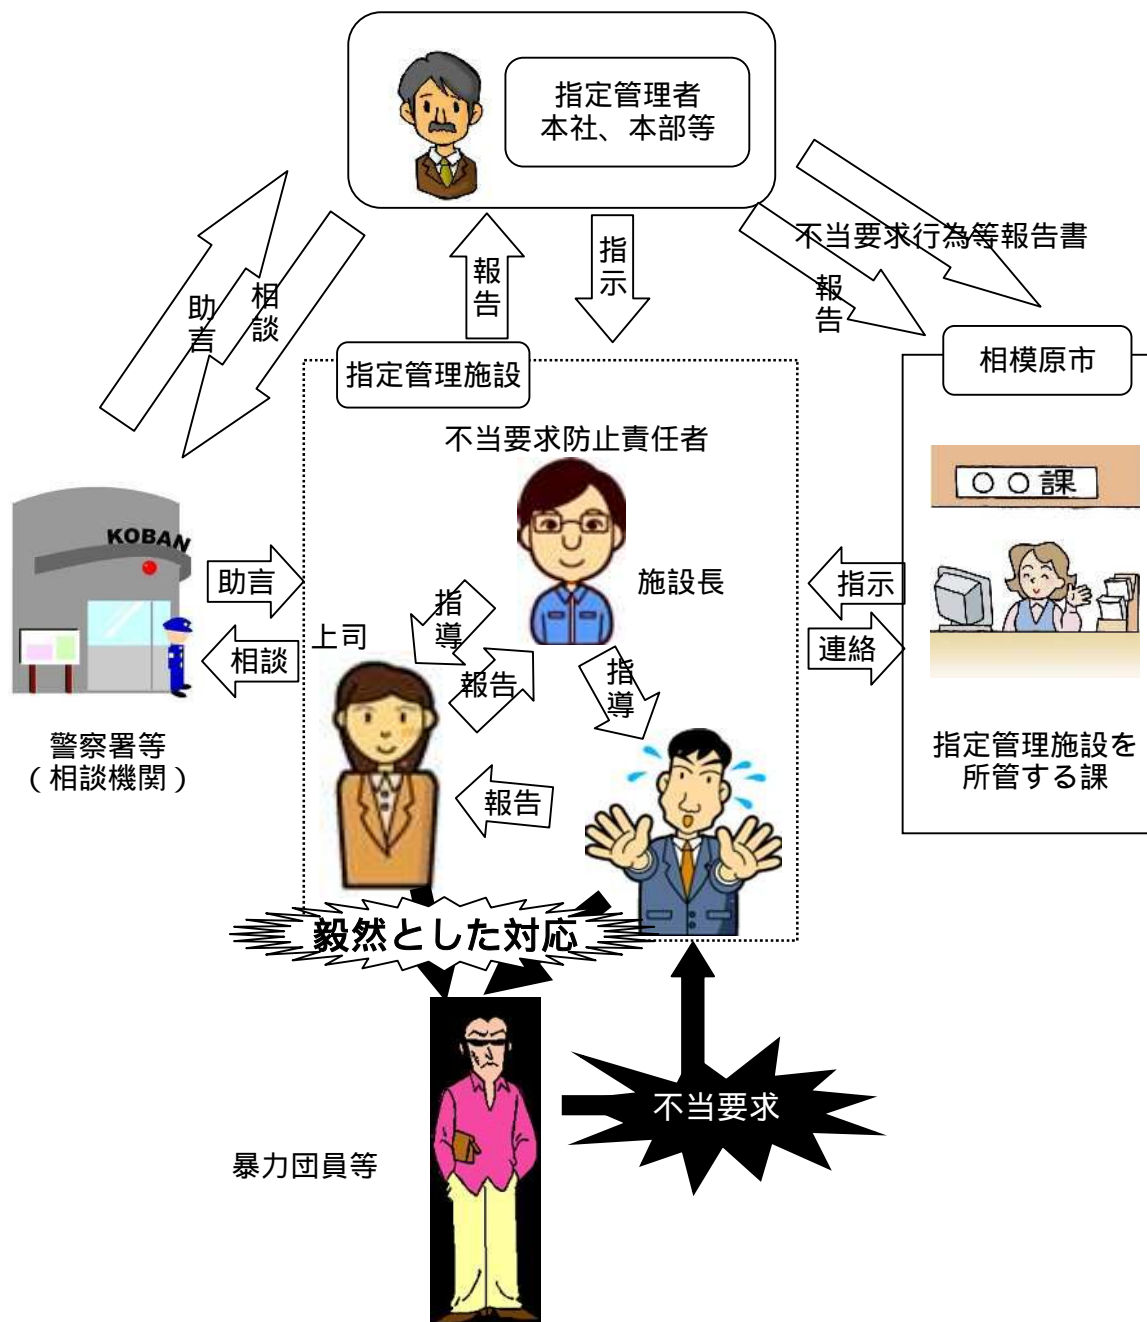 指定管理者
本社、本部等
不当要求行為等報告書
報告
指示
報告
助言
相談
指定管理施設
相模原市
不当要求防止責任者
○○課
KOBAN
助言
施設長
指示
指導
上司
相談
報告
連絡
指導
警察署等
(相談機関)
指定管理施設を
所管する課
報告
毅然とした対応
不当要求
暴力団員等